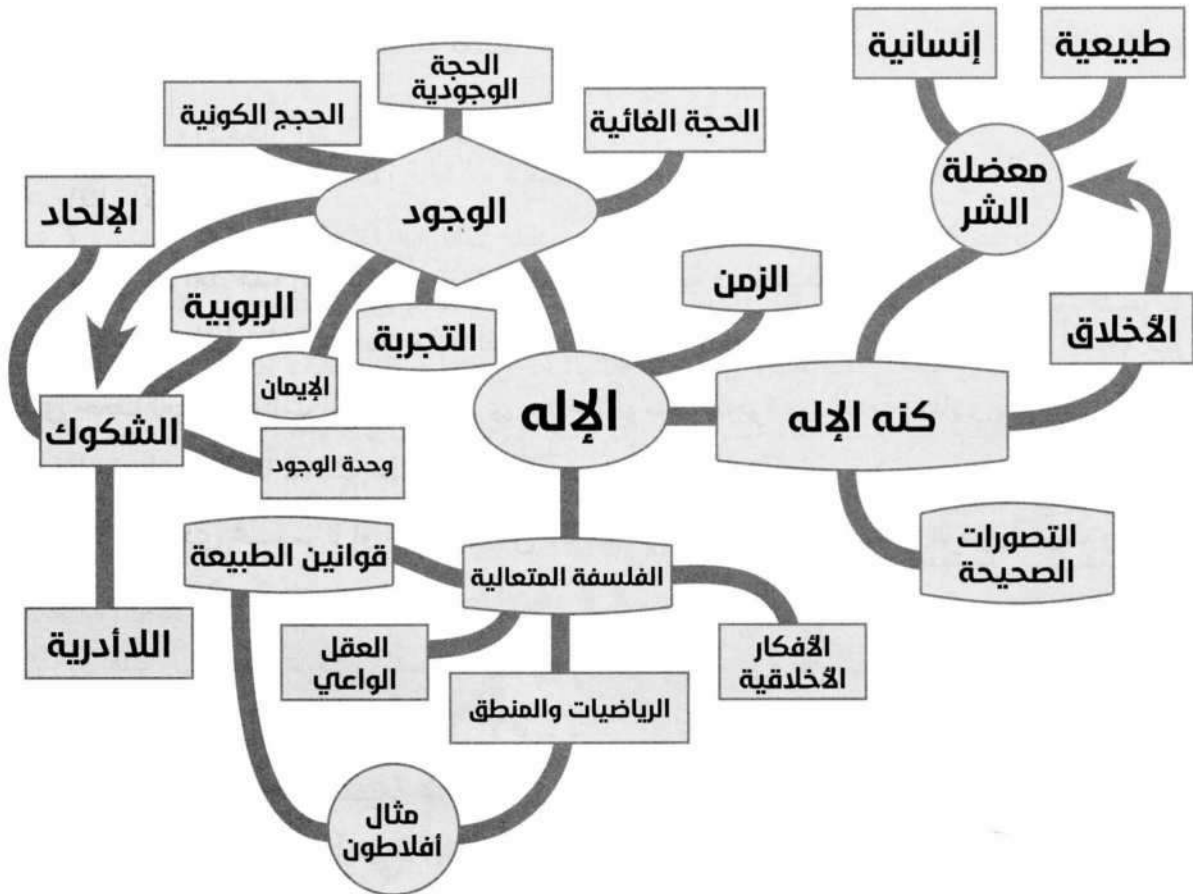 طبيعية
إنسانية
الحجة
الوجودية
الحجة الغائية
الحجج الكونية
معضلة
الشر
الإلحاد
الوجود
الزمن
الربوبية
التجربة
الأخلاق
الإيمان
الإله
كنه الإله
الشكوك
وحدة الوجود
التصورات
الصحيحة
قوانين الطبيعة
الفلسفة المتعالية
اللاأدرية
العقل
الواعي
الأفكار
الأخلاقية
الرياضيات والمنطق
مثال
أفلاطون